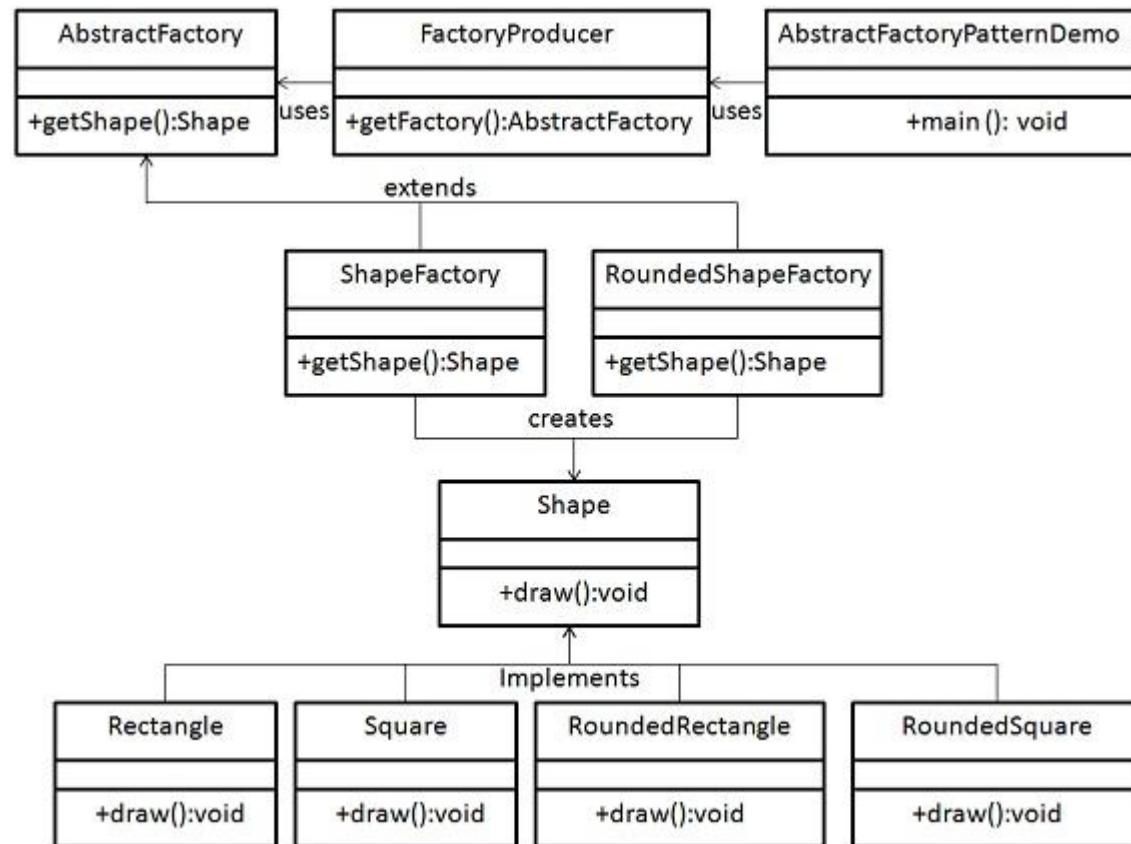 AbstractFactory
+getShape():Shape
uses
FactoryProducer
+getFactory():AbstractFactory
uses
AbstractFactoryPatternDemo
+main(): void
extends
ShapeFactory
+getShape():Shape
RoundedShapeFactory
+getShape():Shape
creates
Shape
+draw():void
Implements
Rectangle
+draw():void
Square
+draw():void
RoundedRectangle
+draw():void
RoundedSquare
+draw():void